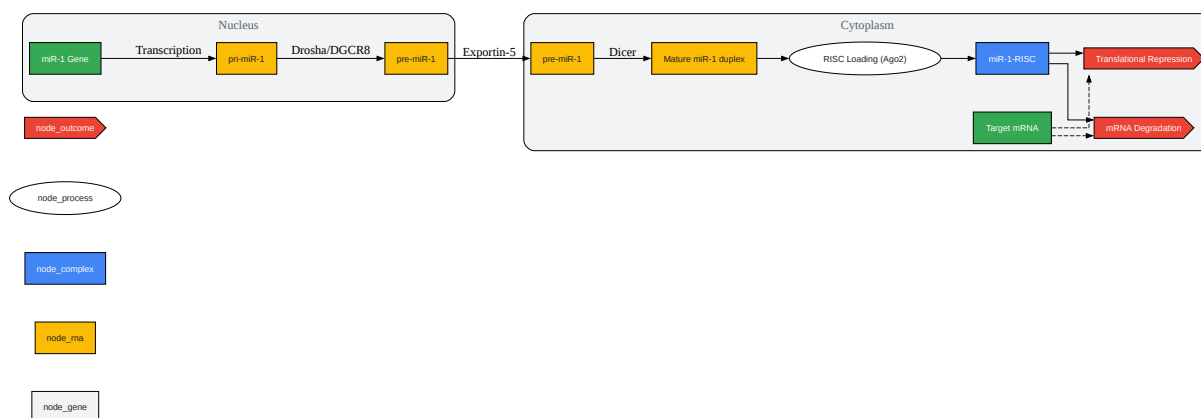 Nucleus
Cytoplasm
miR-1 Gene
Transcription
pri-miR-1
Drosha/DGCR8
pre-miR-1
Exportin-5
pre-miR-1
Dicer
Mature miR-1 duplex
RISC Loading (Ago2)
miR-1-RISC
Translational Repression
Target mRNA
mRNA Degradation
node_outcome
node_process
node_complex
node_rna
node_gene